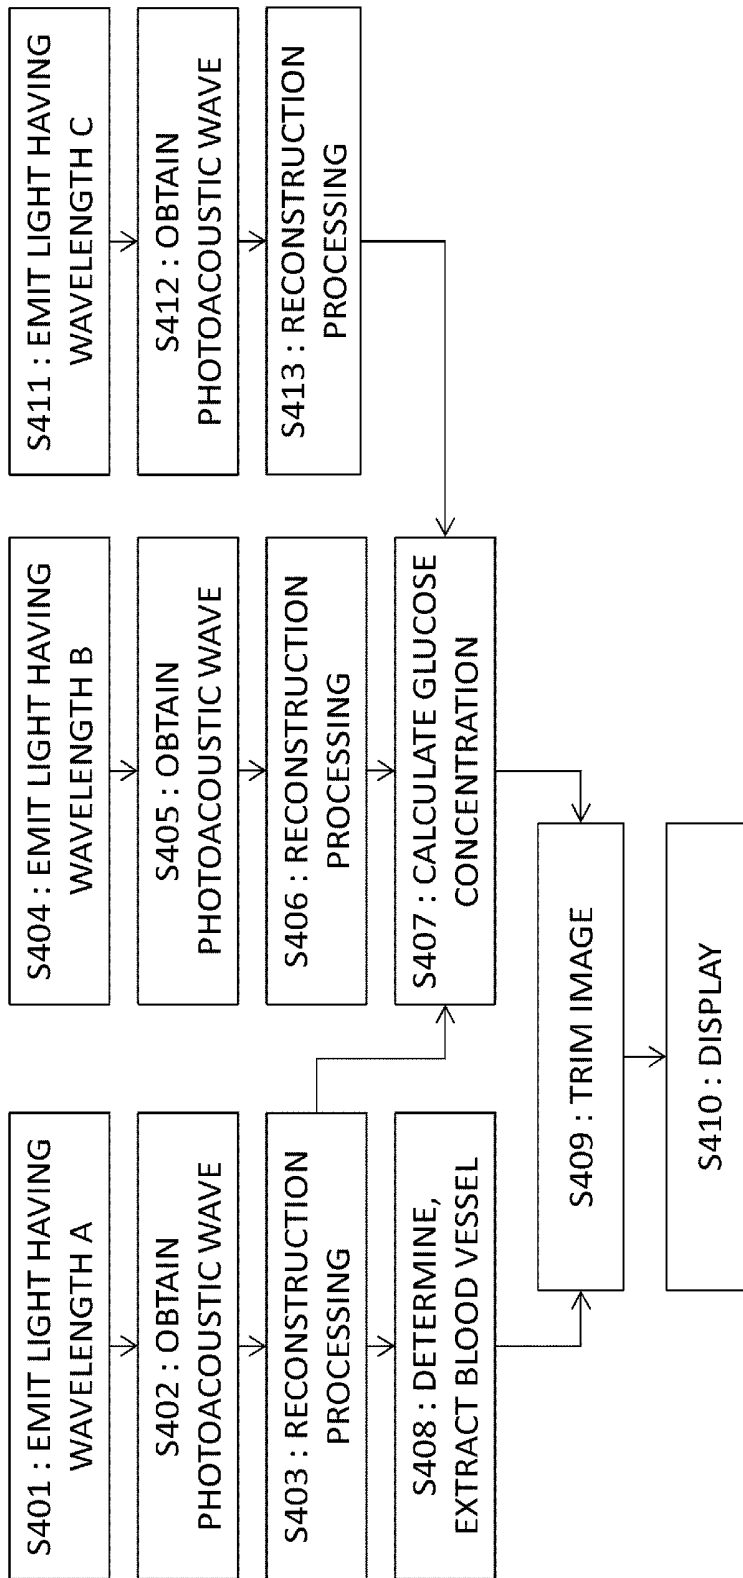 S401 : EMIT LIGHT HAVING
WAVELENGTH A
S402 : OBTAIN
PHOTOACOUSTIC WAVE
S403 : RECONSTRUCTION
PROCESSING
S408 : DETERMINE,
EXTRACT BLOOD VESSEL
S404 : EMIT LIGHT HAVING
WAVELENGTH B
S405 : OBTAIN
PHOTOACOUSTIC WAVE
S406 : RECONSTRUCTION
PROCESSING
S407 : CALCULATE GLUCOSE
CONCENTRATION
S411 : EMIT LIGHT HAVING
WAVELENGTH C
S412 : OBTAIN
PHOTOACOUSTIC WAVE
S413 : RECONSTRUCTION
PROCESSING
S409 : TRIM IMAGE
S410 : DISPLAY